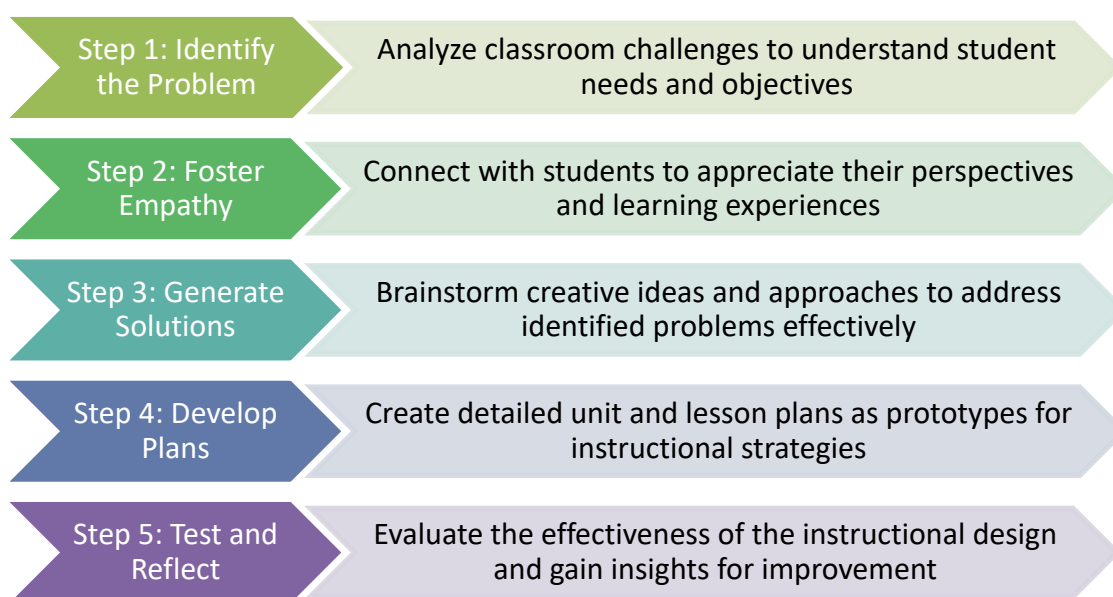 Step 1: Identify
the Problem
Analyze classroom challenges to understand student
needs and objectives
Step 2: Foster
Empathy
Connect with students to appreciate their perspectives
and learning experiences
Step 3: Generate
Solutions
Brainstorm creative ideas and approaches to address
identified problems effectively
Step 4: Develop
Plans
Create detailed unit and lesson plans as prototypes for
instructional strategies
Step 5: Test and
Reflect
Evaluate the effectiveness of the instructional design
and gain insights for improvement